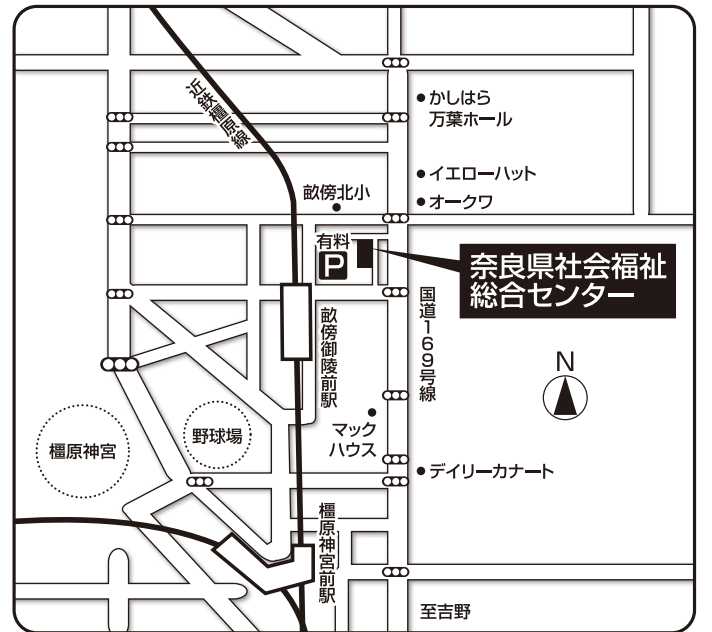 近鉄橿原線
かしはら
万葉ホール
イエローハット
オークワ
畝傍北小
有料
P
奈良県社会福祉
総合センター
国道169号線
畝傍御陵前駅
N
マック
ハウス
野球場
橿原神宮
デイリーカナート
橿原神宮前駅
至吉野